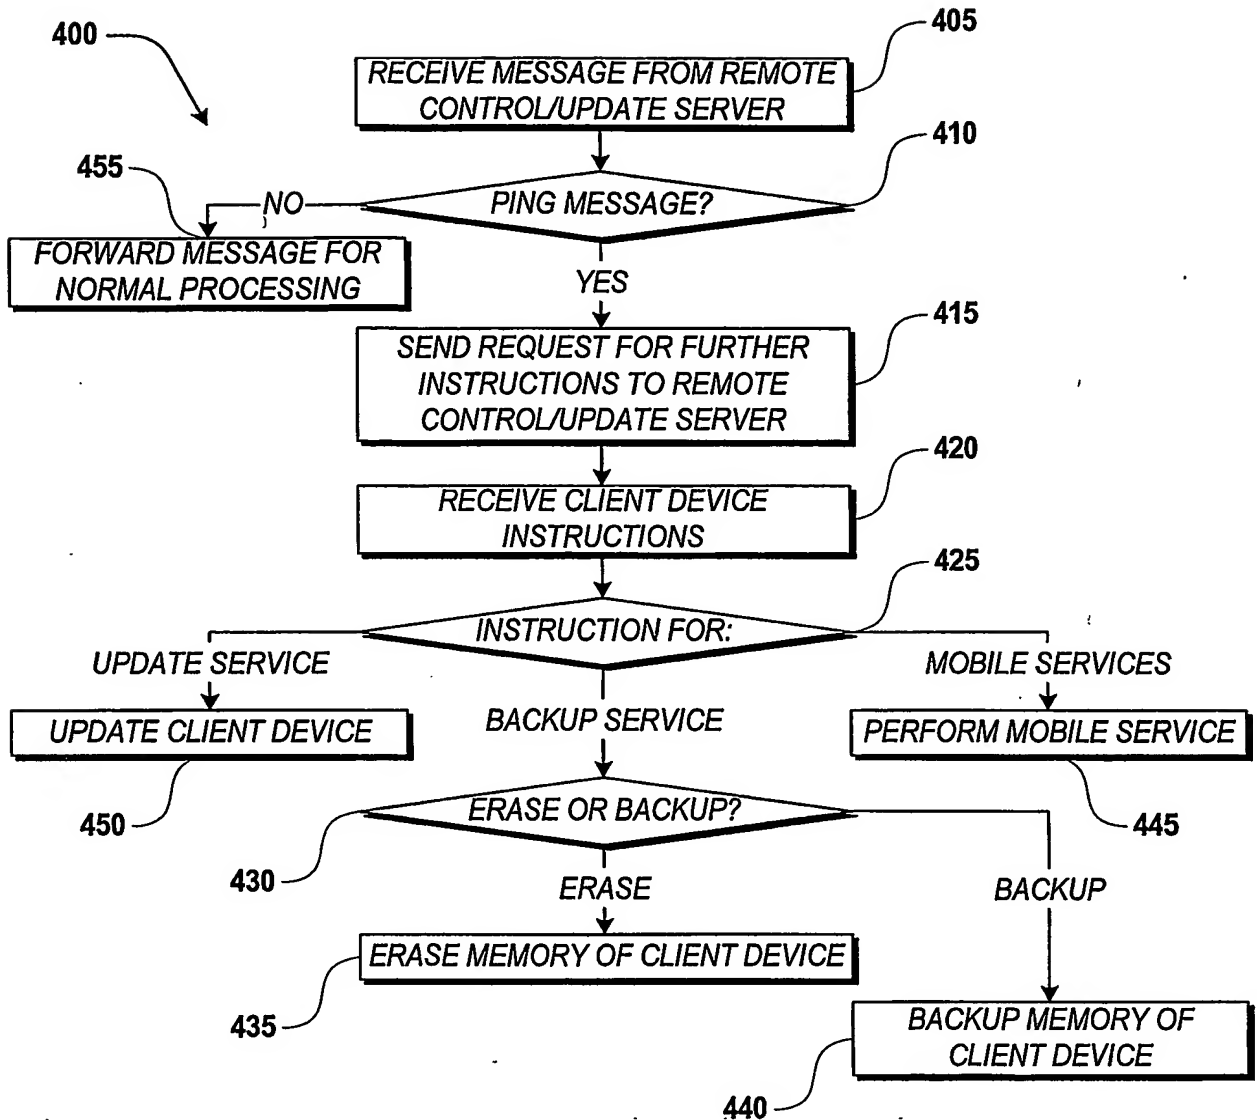 400
405
RECEIVE MESSAGE FROM REMOTE
CONTROL/UPDATE SERVER
410
455
NO
PING MESSAGE?
FORWARD MESSAGE FOR
NORMAL PROCESSING
YES
415
SEND REQUEST FOR FURTHER
INSTRUCTIONS TO REMOTE
CONTROL/UPDATE SERVER
420
RECEIVE CLIENT DEVICE
INSTRUCTIONS
425
INSTRUCTION FOR:
UPDATE SERVICE
MOBILE SERVICES
BACKUP SERVICE
UPDATE CLIENT DEVICE
PERFORM MOBILE SERVICE
450
ERASE OR BACKUP?
445
430
ERASE
BACKUP
ERASE MEMORY OF CLIENT DEVICE
435
BACKUP MEMORY OF
CLIENT DEVICE
440